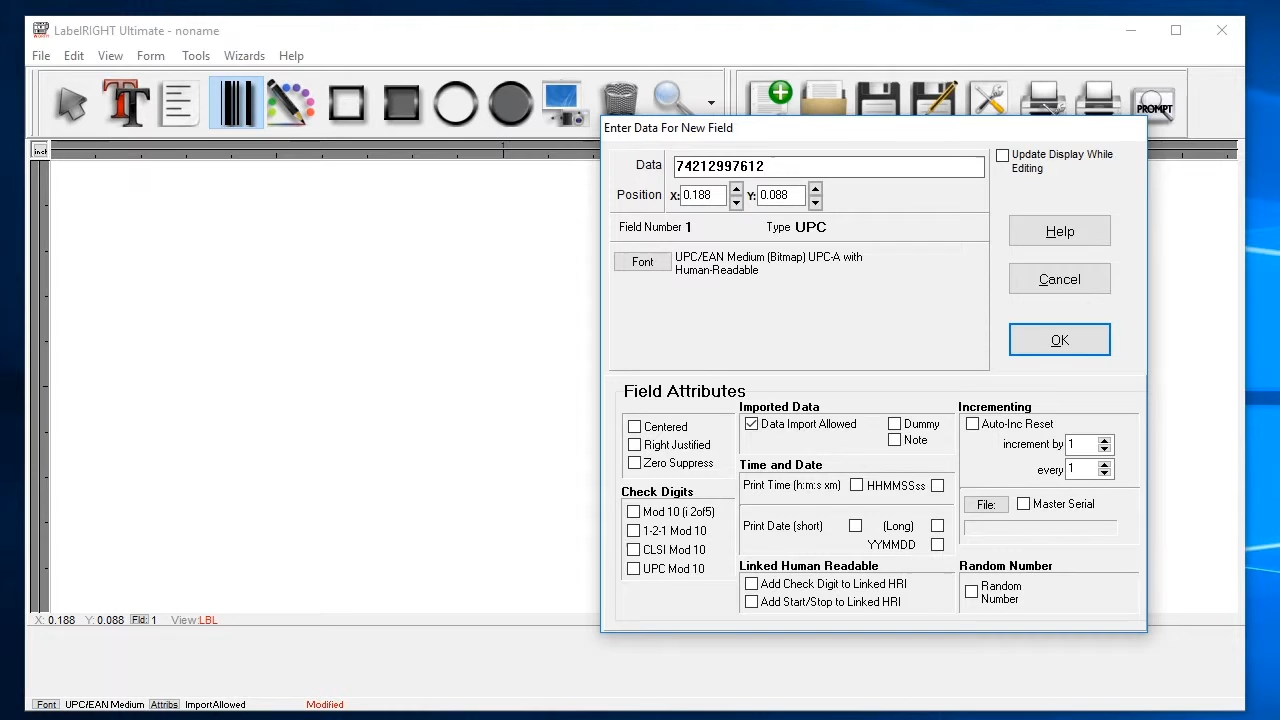 LabelRIGHT Ultimate - noname
File Edit View Form Tools Wizards Help
PROMPT
inch
1
Enter Data For New Field
Data 74212997612
Position X: 0.188 Y: 0.088
Field Number 1 Type UPC
Font UPC/EAN Medium (Bitmap) UPC-A with
Human-Readable
Update Display While
Editing
Help
Cancel
OK
Field Attributes
Centered
Right Justified
Zero Suppress
Check Digits
Mod 10 (i 2of5)
1-2-1 Mod 10
CLSI Mod 10
UPC Mod 10
Imported Data
Data Import Allowed Dummy
Note
Time and Date
Print Time (h:m:s xm) HHMMSSss
Print Date (short) (Long)
YYMMDD
Linked Human Readable
Add Check Digit to Linked HRI
Add Start/Stop to Linked HRI
Incrementing
Auto-Inc Reset
increment by 1
every 1
File: Master Serial
Random Number
Random
Number
X: 0.188 Y: 0.088 Fld: 1 View:LBL
Font UPC/EAN Medium Attribs ImportAllowed Modified